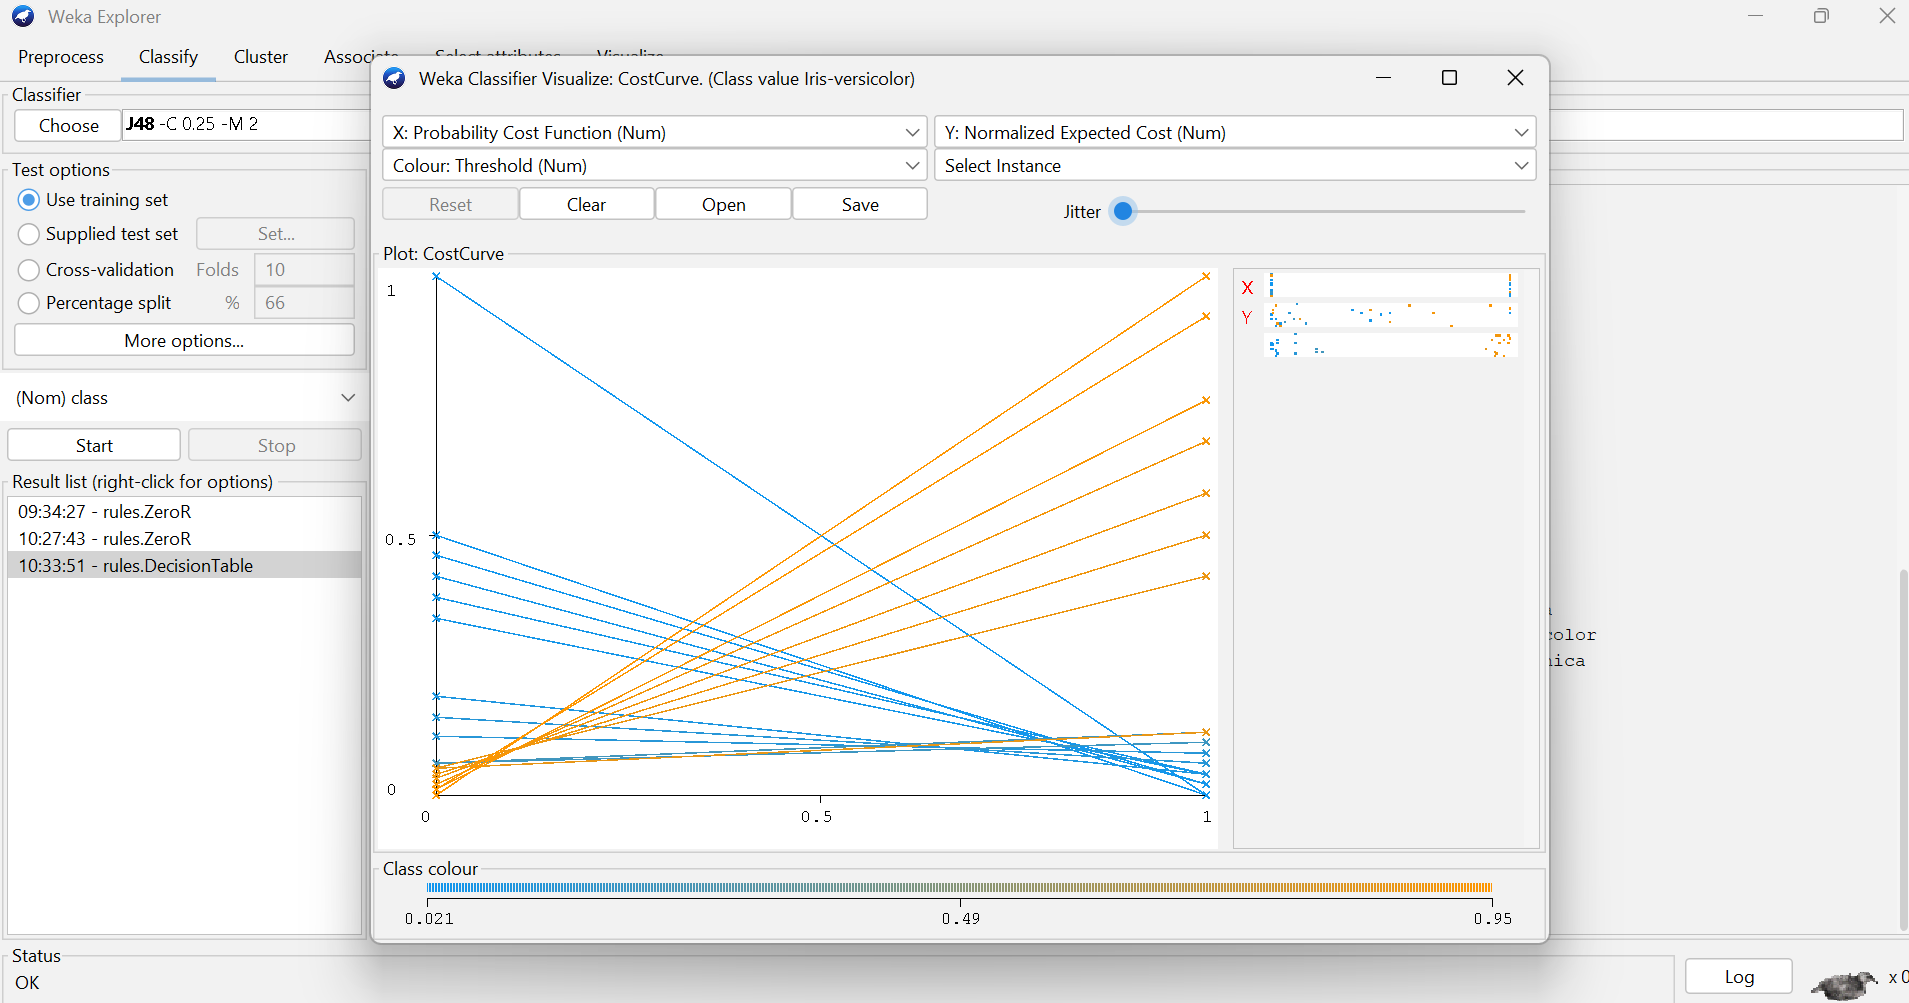 Weka Explorer
Preprocess
Classify
Cluster
Classifier
Choose
J48 -C 0.25 -M 2
Test options
Use training set
Supplied test set
Set...
Cross-validation Folds 10
Percentage split % 66
More options...
(Nom) class
Start
Stop
Result list (right-click for options)
09:34:27 - rules.ZeroR
10:27:43 - rules.ZeroR
10:33:51 - rules.DecisionTable
Weka Classifier Visualize: CostCurve. (Class value Iris-versicolor)
X: Probability Cost Function (Num)
Y: Normalized Expected Cost (Num)
Colour: Threshold (Num)
Select Instance
Reset
Clear
Open
Save
Jitter
Plot: CostCurve
1
0.5
0
0
0.5
1
X
Y
Class colour
0.021
0.49
0.95
Status
OK
Log
x 0